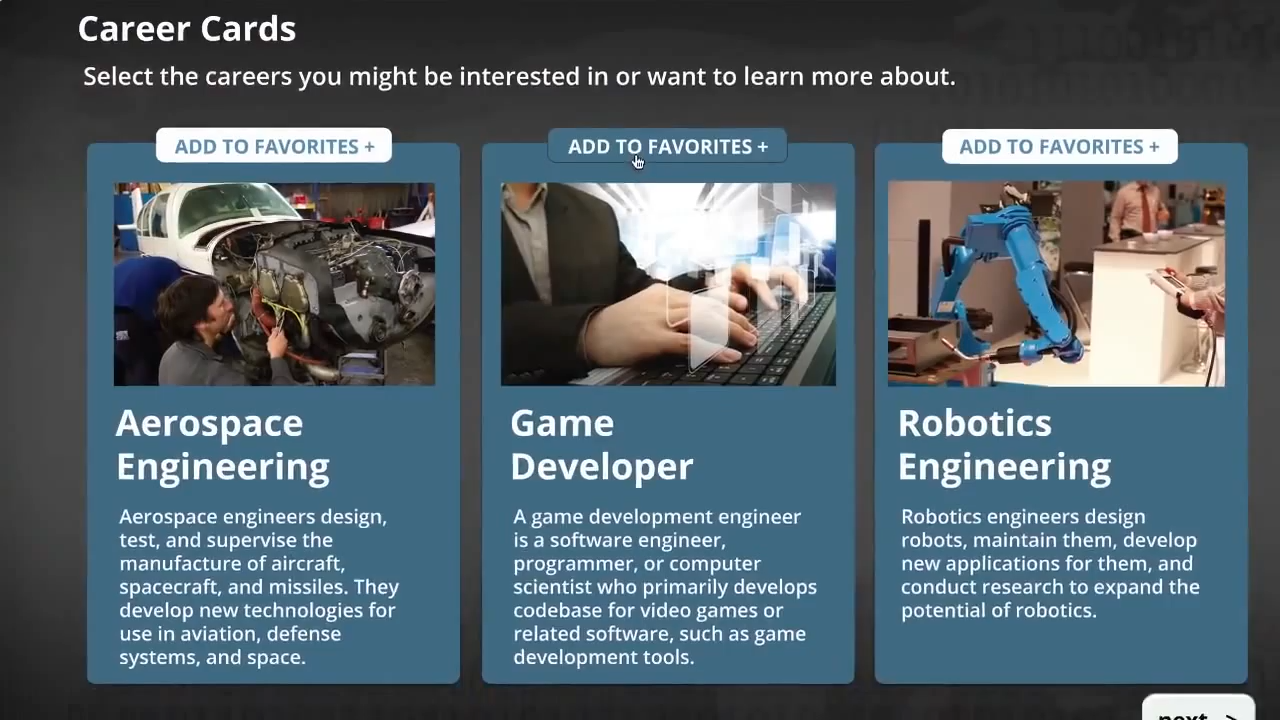 Career Cards
Select the careers you might be interested in or want to learn more about.
ADD TO FAVORITES +
ADD TO FAVORITES +
ADD TO FAVORITES +
Aerospace
Engineering
Aerospace engineers design,
test, and supervise the
manufacture of aircraft,
spacecraft, and missiles. They
develop new technologies for
use in aviation, defense
systems, and space.
Game
Developer
A game development engineer
is a software engineer,
programmer, or computer
scientist who primarily develops
codebase for video games or
related software, such as game
development tools.
Robotics
Engineering
Robotics engineers design
robots, maintain them, develop
new applications for them, and
conduct research to expand the
potential of robotics.
next >